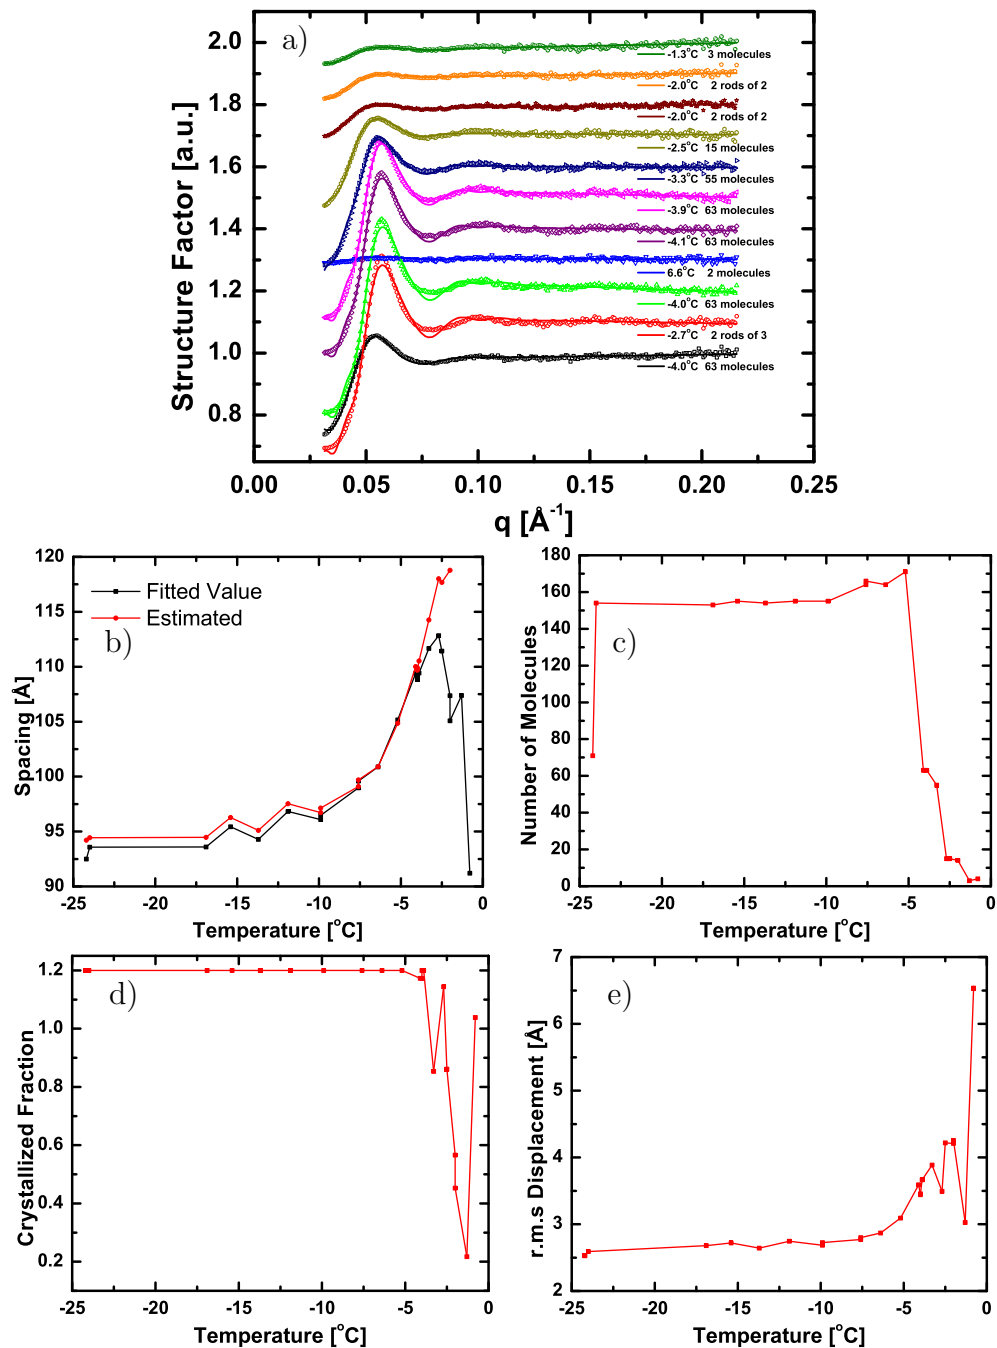 a)
2.0
1.8
1.6
1.4
1.2
1.0
0.8
Structure Factor [a.u.]
-1.3°C 3 molecules
-2.0°C 2 rods of 2
-2.0°C* 2 rods of 2
-2.5°C 15 molecules
-3.3°C 55 molecules
-3.9°C 63 molecules
-4.1°C 63 molecules
6.6°C 2 molecules
-4.0°C 63 molecules
-2.7°C 2 rods of 3
-4.0°C 63 molecules
0.00 0.05 0.10 0.15 0.20 0.25
q [Å⁻¹]
b)
Fitted Value
Estimated
120
115
110
105
100
95
90
Spacing [Å]
-25 -20 -15 -10 -5 0
Temperature [°C]
c)
180
160
140
120
100
80
60
40
20
0
Number of Molecules
-25 -20 -15 -10 -5 0
Temperature [°C]
d)
1.2
1.0
0.8
0.6
0.4
0.2
Crystallized Fraction
-25 -20 -15 -10 -5 0
Temperature [°C]
e)
7
6
5
4
3
2
r.m.s Displacement [Å]
-25 -20 -15 -10 -5 0
Temperature [°C]